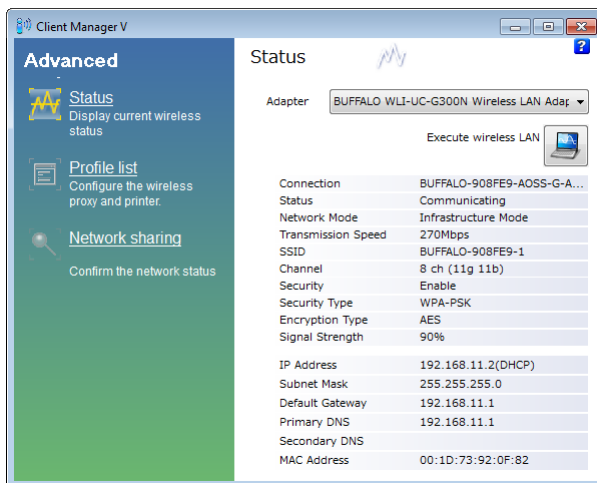 Client Manager V
Advanced
Status
Display current wireless
status
Profile list
Configure the wireless
proxy and printer.
Network sharing
Confirm the network status
Status
?
Adapter BUFFALO WLI-UC-G300N Wireless LAN Adap
Execute wireless LAN
Connection BUFFALO-908FE9-AOSS-G-A...
Status Communicating
Network Mode Infrastructure Mode
Transmission Speed 270Mbps
SSID BUFFALO-908FE9-1
Channel 8 ch (11g 11b)
Security Enable
Security Type WPA-PSK
Encryption Type AES
Signal Strength 90%
IP Address 192.168.11.2(DHCP)
Subnet Mask 255.255.255.0
Default Gateway 192.168.11.1
Primary DNS 192.168.11.1
Secondary DNS
MAC Address 00:1D:73:92:0F:82